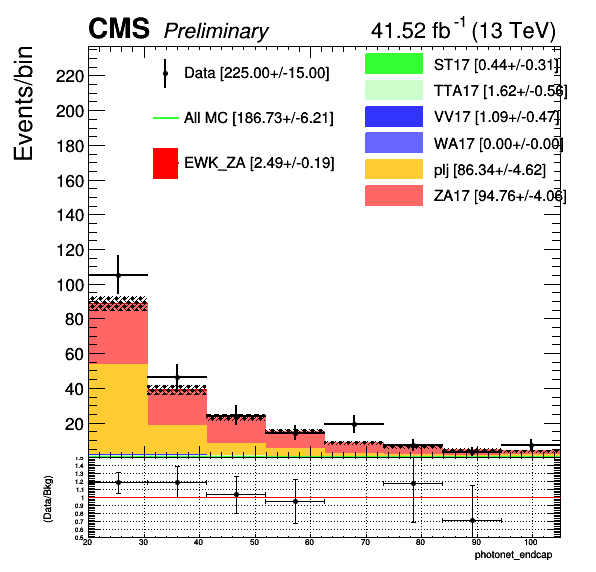 CMS Preliminary 41.52 fb⁻¹ (13 TeV)
Events/bin
220
200
180
160
140
120
100
80
60
40
20
Data [225.00+/-15.00]
All MC [186.73+/-6.21]
EWK_ZA [2.49+/-0.19]
ST17 [0.44+/-0.31]
TTA17 [1.62+/-0.56]
VV17 [1.09+/-0.47]
WA17 [0.00+/-0.00]
plj [86.34+/-4.62]
ZA17 [94.76+/-4.06]
(Data/Bkg)
1.5
1.4
1.3
1.2
1.1
1
0.9
0.8
0.7
0.6
0.5
20 30 40 50 60 70 80 90 100
photonet_endcap